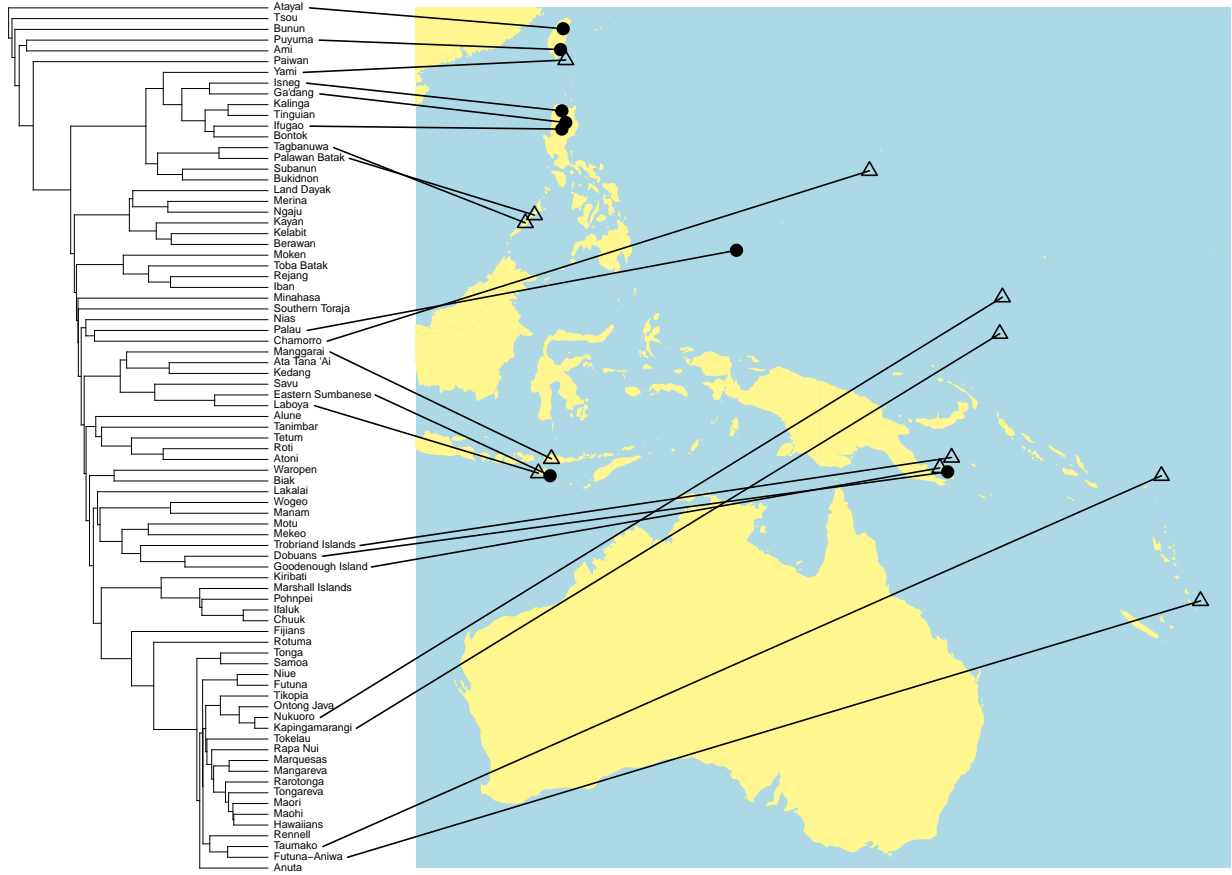 Atayal
Tsou
Bunun
Puyuma
Ami
Paiwan
Yami
Isneg
Ga'dang
Kalinga
Tinguian
Ifugao
Bontok
Tagbanuwa
Palawan Batak
Subanun
Bukidnon
Land Dayak
Merina
Ngaju
Kayan
Kelabit
Berawan
Moken
Toba Batak
Rejang
Iban
Minahasa
Southern Toraja
Nias
Palau
Chamorro
Manggarai
Ata Tana 'Ai
Kedang
Savu
Eastern Sumbanese
Laboya
Alune
Tanimbar
Tetum
Roti
Atoni
Waropen
Biak
Lakalai
Wogeo
Manam
Motu
Mekeo
Trobriand Islands
Dobuans
Goodenough Island
Kiribati
Marshall Islands
Pohnpei
Ifaluk
Chuuk
Fijians
Rotuma
Tonga
Samoa
Niue
Futuna
Tikopia
Ontong Java
Nukuoro
Kapingamarangi
Tokelau
Rapa Nui
Marquesas
Mangareva
Rarotonga
Tongareva
Maori
Maohi
Hawaiians
Rennell
Taumako
Futuna−Aniwa
Anuta